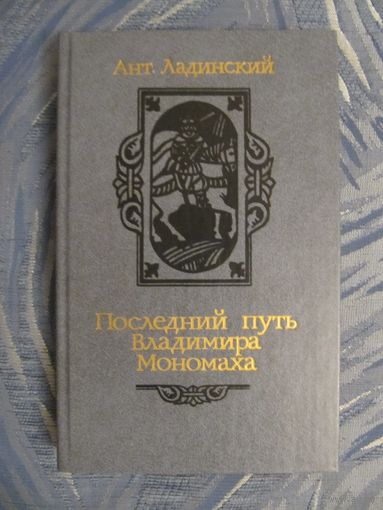 Ант. Ладинский
Последний путь
Владимира
Мономаха